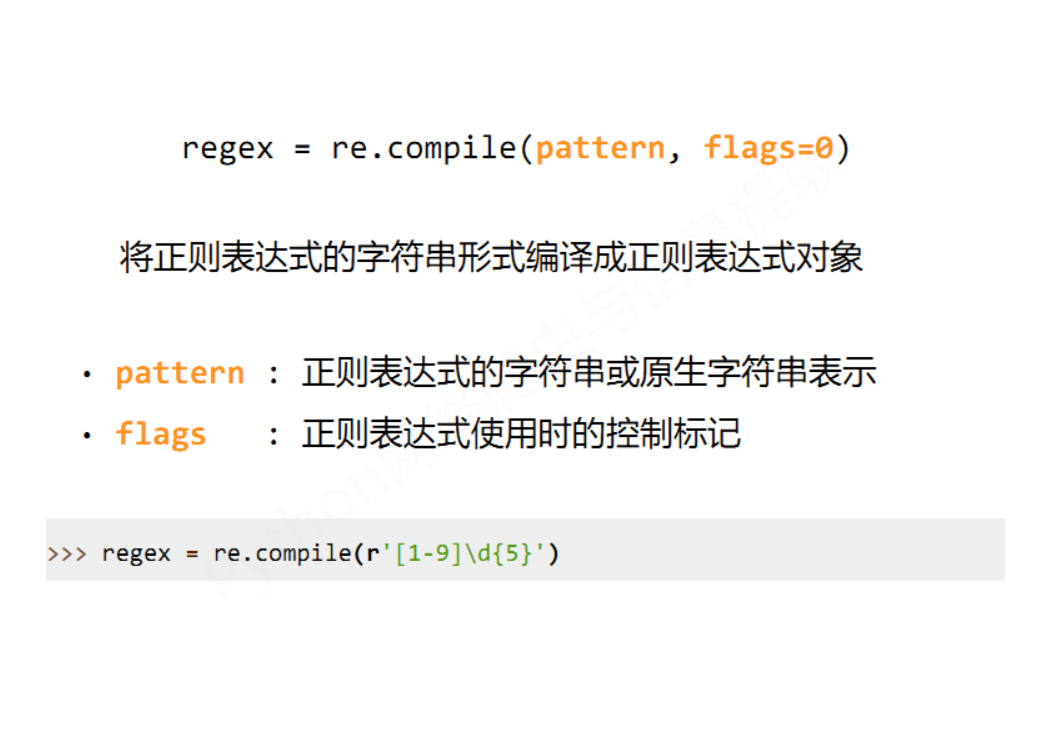 regex = re.compile(pattern, flags=0)
将正则表达式的字符串形式编译成正则表达式对象
· pattern : 正则表达式的字符串或原生字符串表示
· flags : 正则表达式使用时的控制标记
>>> regex = re.compile(r'[1-9]\d{5}')
Python网络爬虫与信息提取